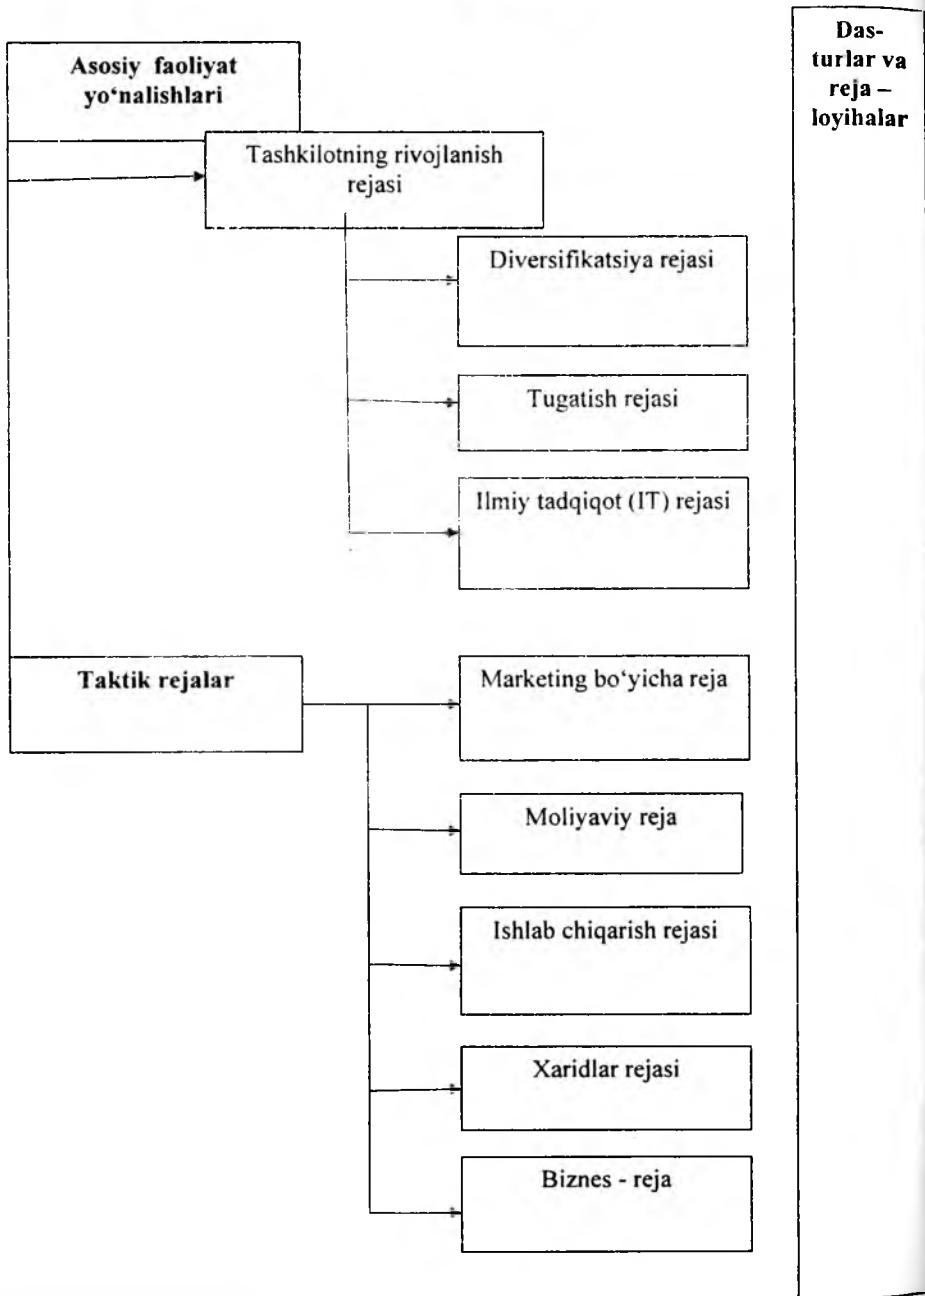 Asosiy faoliyat
yo‘nalishlari
Das-
turlar va
reja –
loyihalar
Tashkilotning rivojlanish
rejasi
Diversifikatsiya rejasi
Tugatish rejasi
Ilmiy tadqiqot (IT) rejasi
Taktik rejalar
Marketing bo‘yicha reja
Moliyaviy reja
Ishlab chiqarish rejasi
Xaridlar rejasi
Biznes - reja